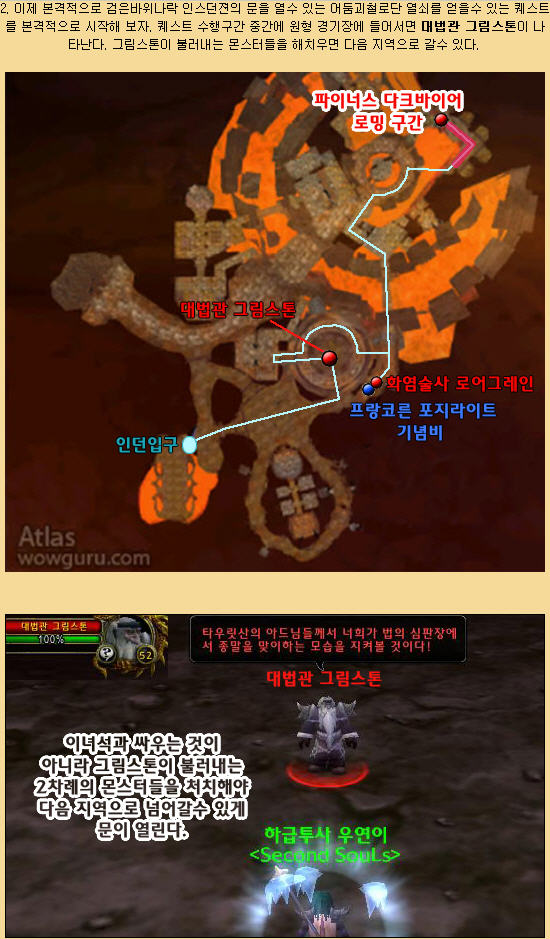 2. 이제 본격적으로 검은바위나락 인스던젼의 문을 열수 있는 어둠괴철로단 열쇠를 얻을수 있는 퀘스트
를 본격적으로 시작해 보자. 퀘스트 수행구간 중간에 원형 경기장에 들어서면 대법관 그림스톤이 나
타난다. 그림스톤이 불러내는 몬스터들을 해치우면 다음 지역으로 갈수 있다.
파이너스 다크바이어
로밍 구간
대법관 그림스톤
화염술사 로어그레인
프랑코른 포지라이트
기념비
인던입구
Atlas
wowguru.com
대법관 그림스톤
100%
52
타우릿산의 아드님들께서 너희가 법의 심판장에
서 종말을 맞이하는 모습을 지켜볼 것이다!
대법관 그림스톤
이녀석과 싸우는 것이
아니라 그림스톤이 불러내는
2차례의 몬스터들을 처치해야
다음 지역으로 넘어갈수 있게
문이 열린다.
하급투사 우연이
<Second SouLs>